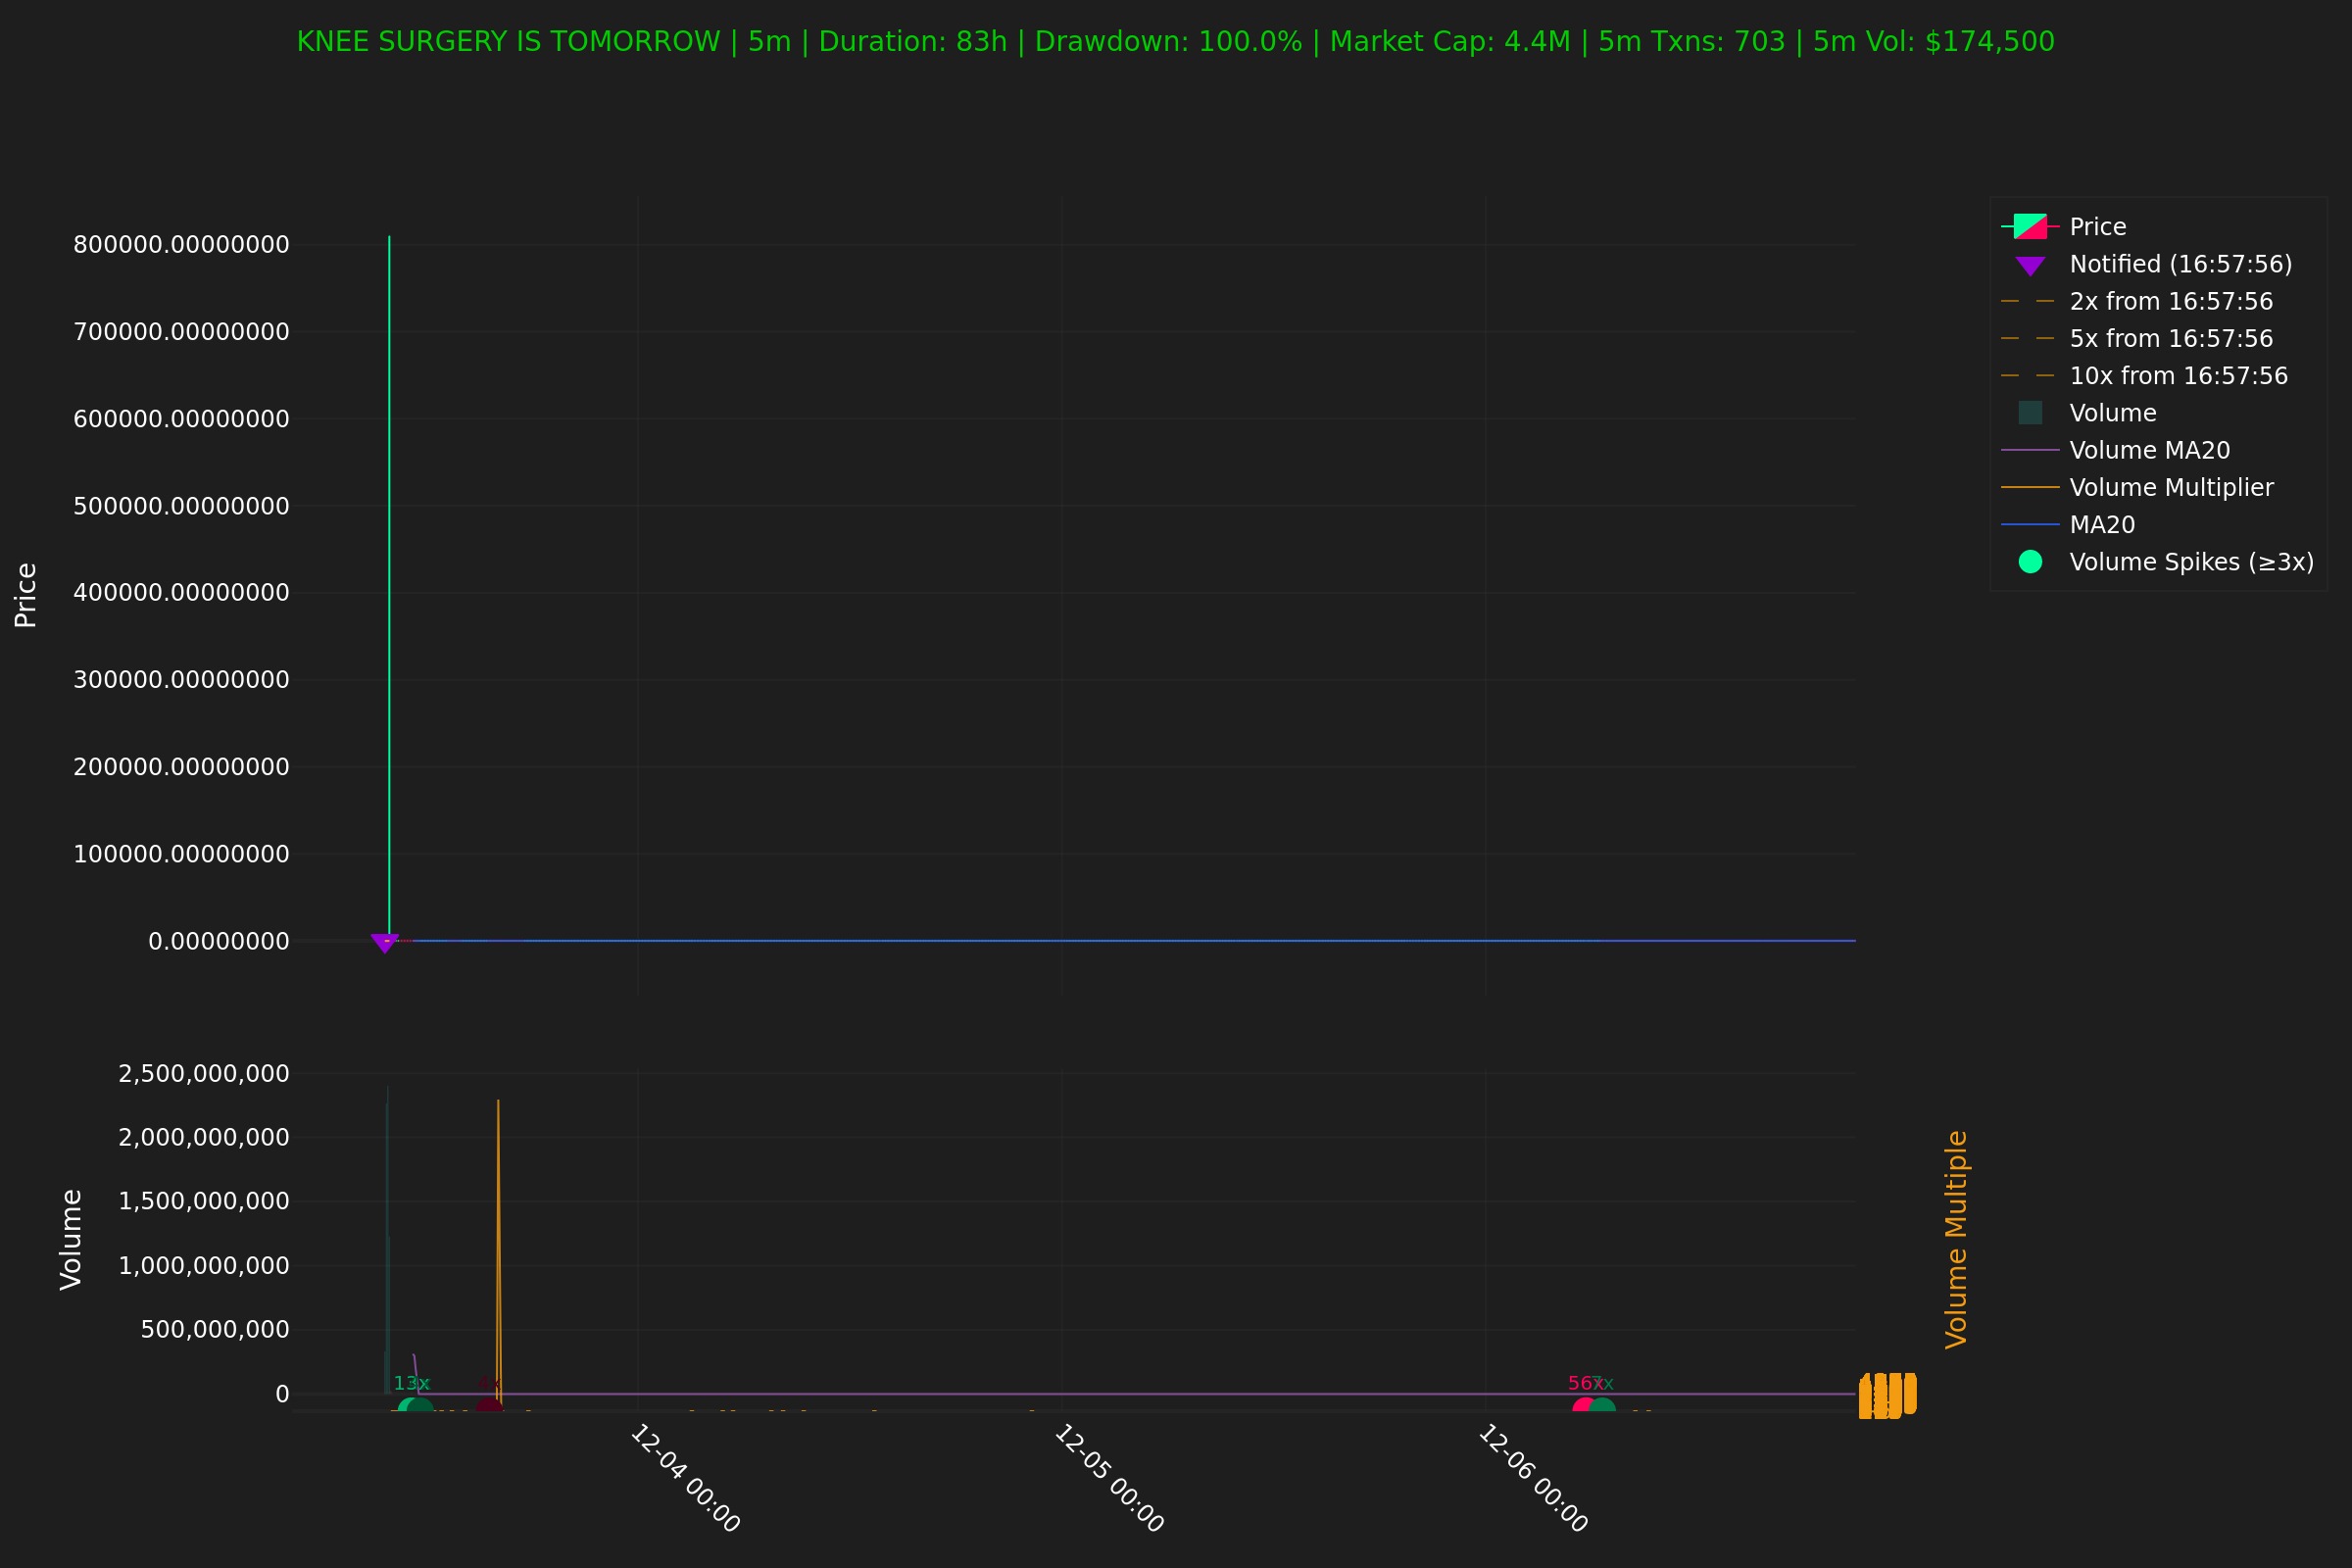 KNEE SURGERY IS TOMORROW | 5m | Duration: 83h | Drawdown: 100.0% | Market Cap: 4.4M | 5m Txns: 703 | 5m Vol: $174,500
Price
800000.00000000
700000.00000000
600000.00000000
500000.00000000
400000.00000000
300000.00000000
200000.00000000
100000.00000000
0.00000000
Price
Notified (16:57:56)
2x from 16:57:56
5x from 16:57:56
10x from 16:57:56
Volume
Volume MA20
Volume Multiplier
MA20
Volume Spikes (≥3x)
Volume
2,500,000,000
2,000,000,000
1,500,000,000
1,000,000,000
500,000,000
0
13x
56x
7x
Volume Multiple
12-04 00:00
12-05 00:00
12-06 00:00